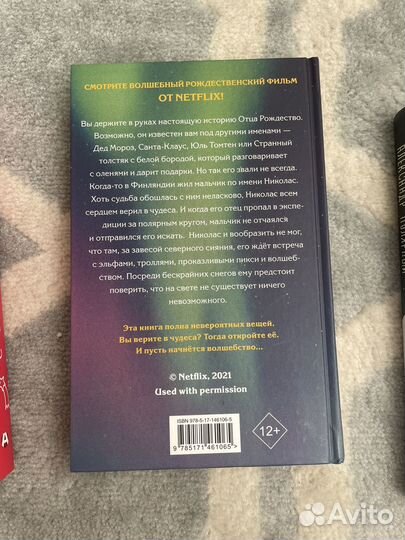 СМОТРИТЕ ВОЛШЕБНЫЙ РОЖДЕСТВЕНСКИЙ ФИЛЬМ
ОТ NETFLIX!
Вы держите в руках настоящую историю Отца Рождество.
Возможно, он известен вам под другими именами —
Дед Мороз, Санта-Клаус, Юль Томтен или Странный
толстяк с белой бородой, который разговаривает
с оленями и дарит подарки. Но так его звали не всегда.
Когда-то в Финляндии жил мальчик по имени Николас.
Хоть судьба обошлась с ним неласково, Николас всем
сердцем верил в чудеса. И когда его отец пропал в экспе-
диции за полярным кругом, мальчик не отчаялся
и отправился его искать. Николас и вообразить не мог,
что там, за завесой северного сияния, его ждёт встреча
с эльфами, троллями, проказливыми пикси и волшеб-
ством. Посреди бескрайних снегов ему предстоит
поверить, что на свете не существует ничего
невозможного.
Эта книга полна невероятных вещей.
Вы верите в чудеса? Тогда откройте её.
И пусть начнётся волшебство...
© Netflix, 2021
Used with permission
ISBN 978-5-17-146106-5
9 785171 461065 >
12+
А
АЛЕКСАНДР
Avito